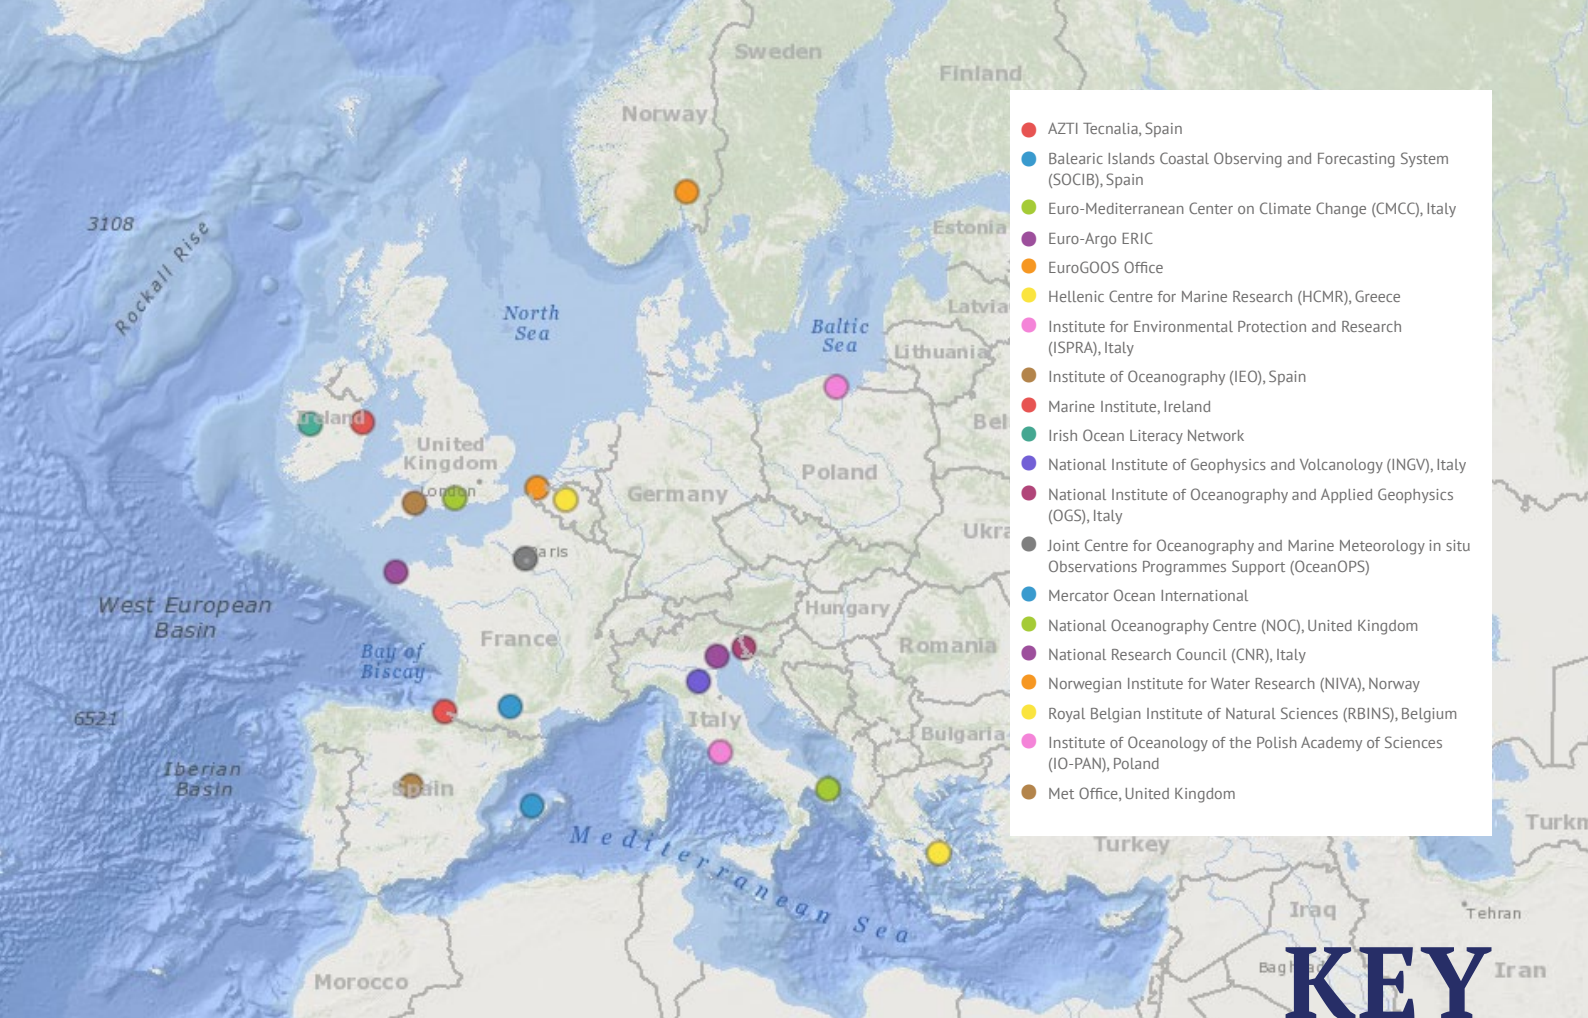 Sweden
Finland
Norway
3108
Rockall Rise
Estonia
North
Sea
Baltic
Sea
Latvia
Lithuania
Ireland
United
Kingdom
London
Bel
Poland
Germany
Ukra
Paris
West European
Basin
Hungary
France
Romania
Bay of
Biscay
6521
Italy
Bulgaria
Iberian
Basin
Spain
Mediterranean Sea
Turkey
Turkm
Morocco
Iraq
Tehran
Baghdad
Iran
AZTI Tecnalia, Spain
Balearic Islands Coastal Observing and Forecasting System
(SOCIB), Spain
Euro-Mediterranean Center on Climate Change (CMCC), Italy
Euro-Argo ERIC
EuroGOOS Office
Hellenic Centre for Marine Research (HCMR), Greece
Institute for Environmental Protection and Research
(ISPRA), Italy
Institute of Oceanography (IEO), Spain
Marine Institute, Ireland
Irish Ocean Literacy Network
National Institute of Geophysics and Volcanology (INGV), Italy
National Institute of Oceanography and Applied Geophysics
(OGS), Italy
Joint Centre for Oceanography and Marine Meteorology in situ
Observations Programmes Support (OceanOPS)
Mercator Ocean International
National Oceanography Centre (NOC), United Kingdom
National Research Council (CNR), Italy
Norwegian Institute for Water Research (NIVA), Norway
Royal Belgian Institute of Natural Sciences (RBINS), Belgium
Institute of Oceanology of the Polish Academy of Sciences
(IO-PAN), Poland
Met Office, United Kingdom
KEY